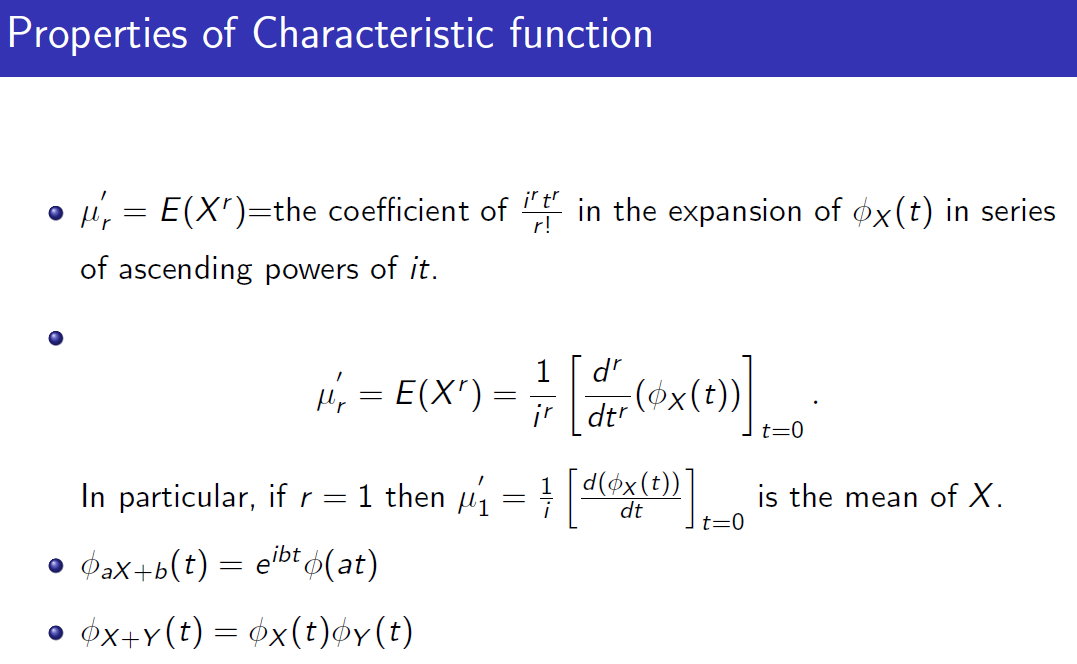 Properties of Characteristic function
• μ′_r = E(X^r)=the coefficient of i^r t^r / r! in the expansion of ϕ_X(t) in series
of ascending powers of it.
•
μ′_r = E(X^r) = 1/i^r [d^r/dt^r (ϕ_X(t))]_{t=0} .
In particular, if r = 1 then μ′_1 = 1/i [d(ϕ_X(t))/dt]_{t=0} is the mean of X.
• ϕ_{aX+b}(t) = e^{ibt}ϕ(at)
• ϕ_{X+Y}(t) = ϕ_X(t)ϕ_Y(t)